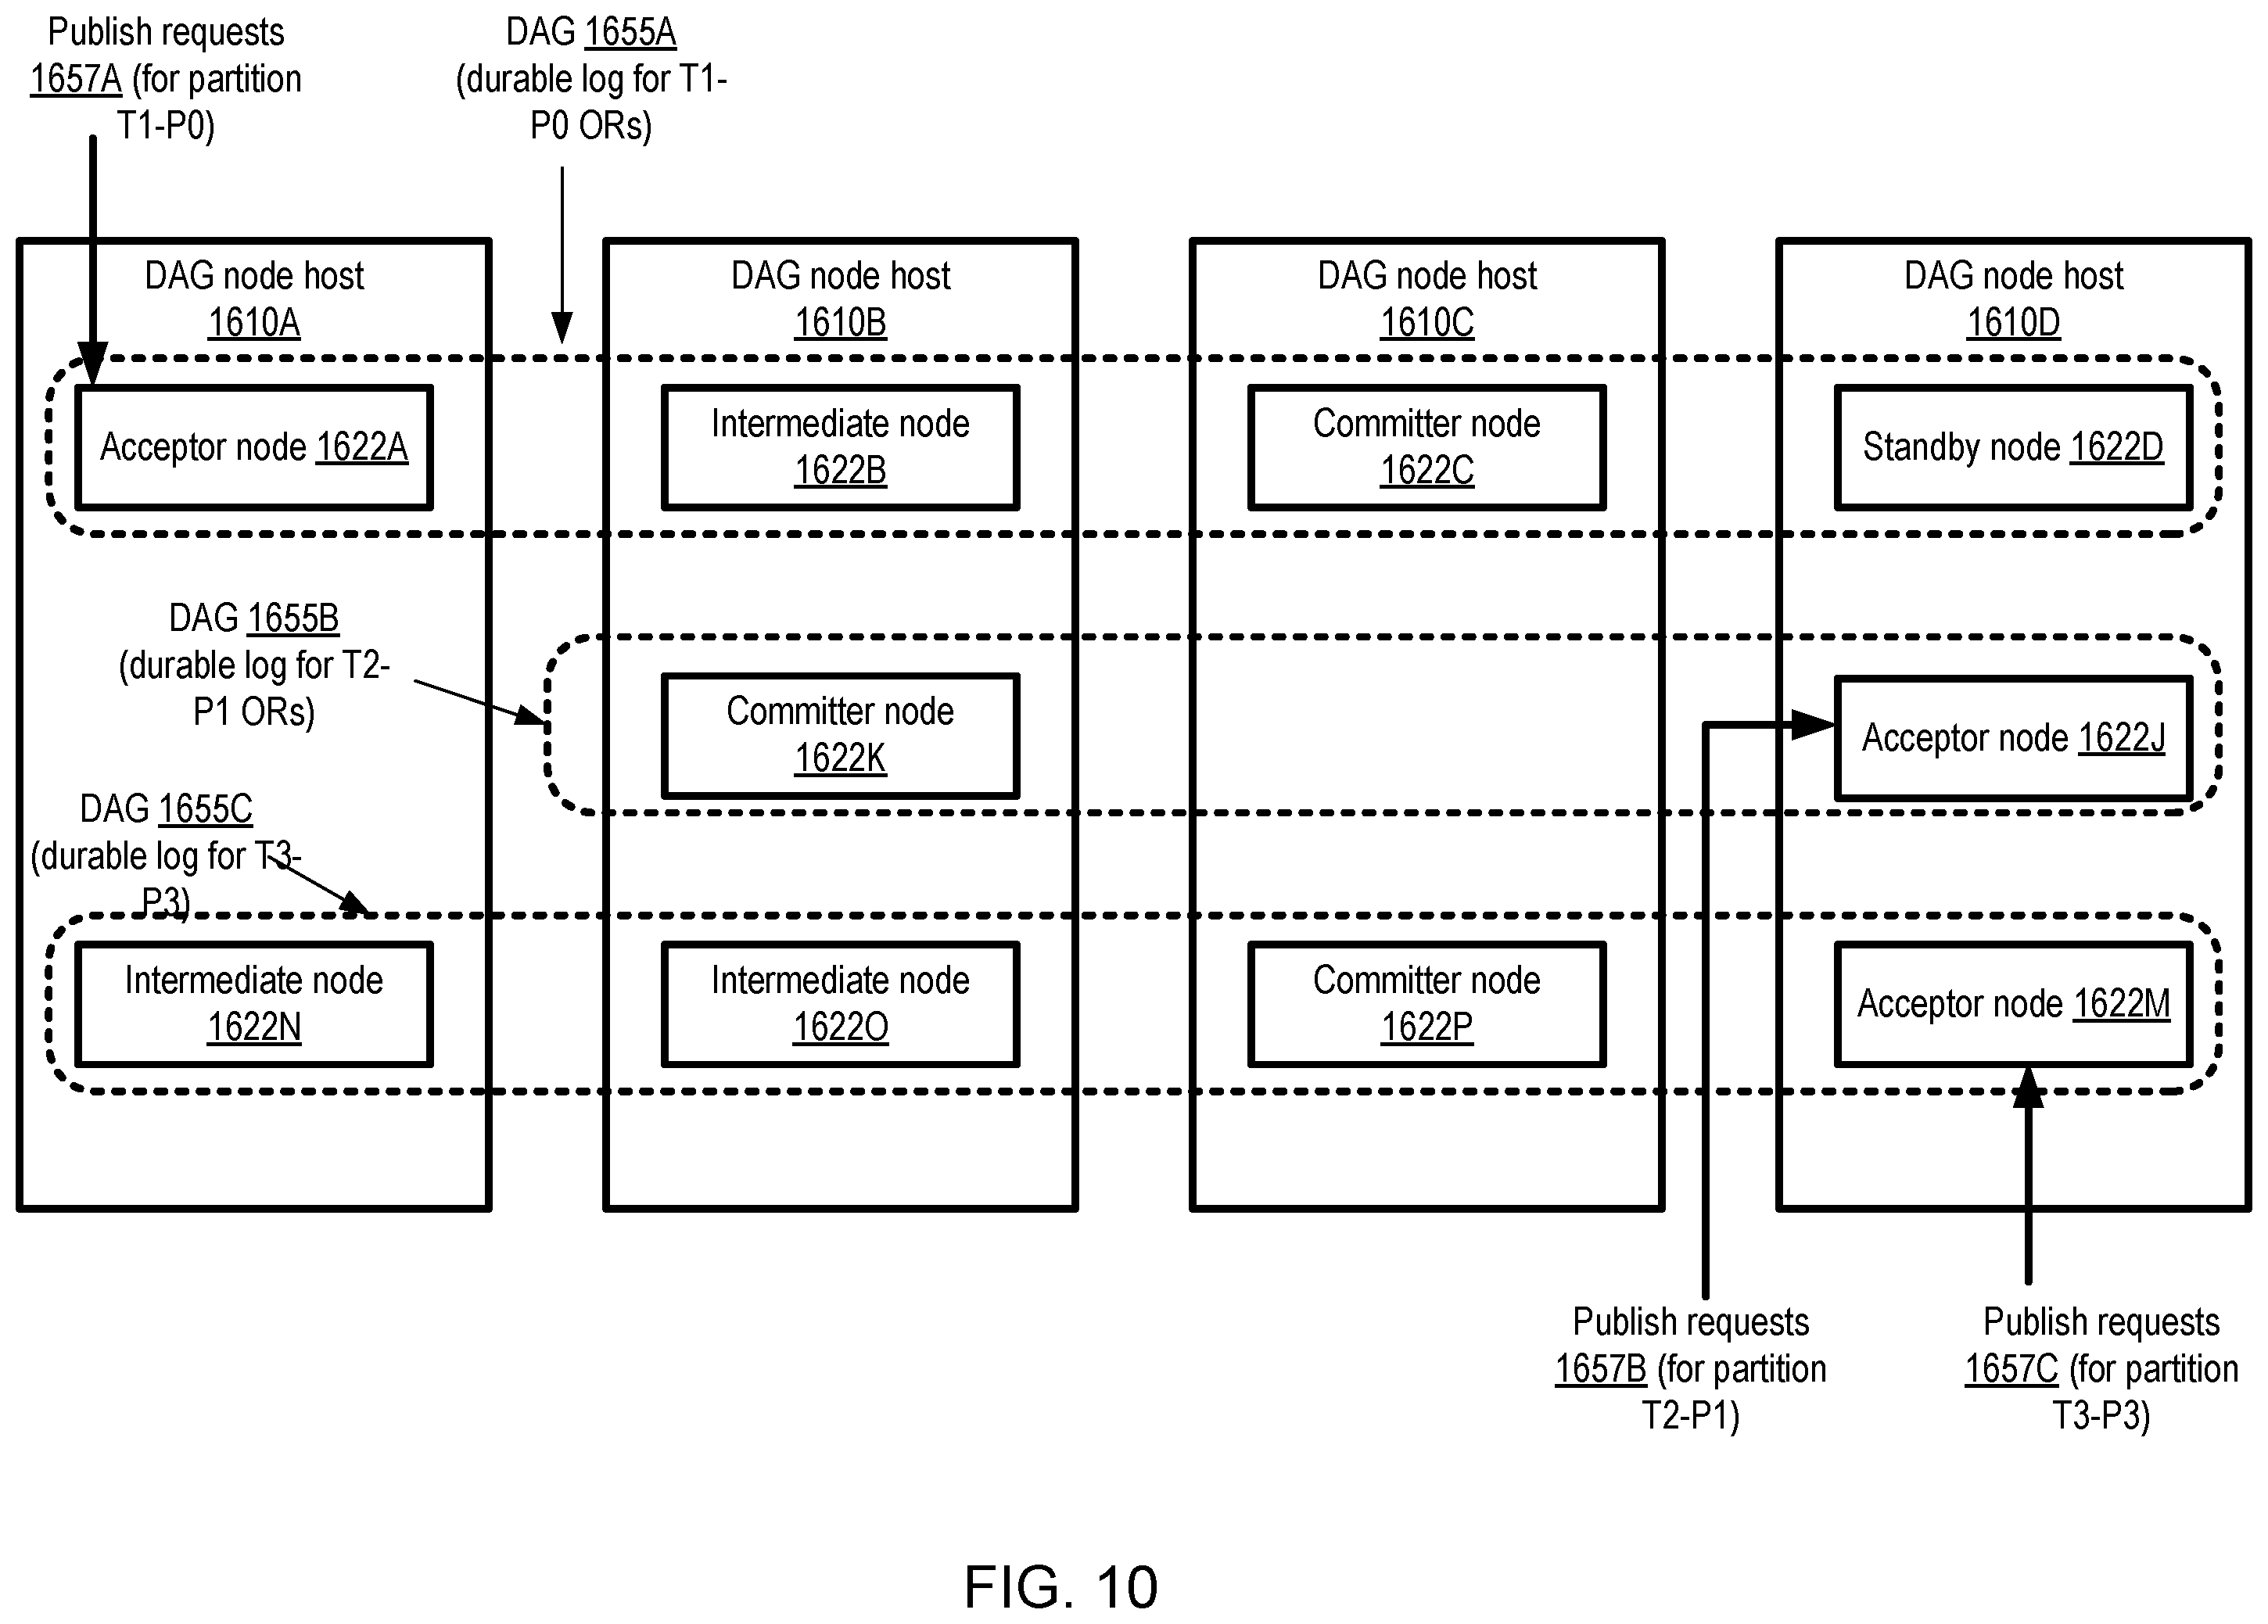 Publish requests
1657A (for partition
T1-P0)
DAG 1655A
(durable log for T1-
P0 ORs)
DAG node host
1610A
DAG node host
1610B
DAG node host
1610C
DAG node host
1610D
Acceptor node 1622A
Intermediate node
1622B
Committer node
1622C
Standby node 1622D
DAG 1655B
(durable log for T2-
P1 ORs)
Committer node
1622K
Acceptor node 1622J
DAG 1655C
(durable log for T3-
P3)
Intermediate node
1622N
Intermediate node
1622O
Committer node
1622P
Acceptor node 1622M
Publish requests
1657B (for partition
T2-P1)
Publish requests
1657C (for partition
T3-P3)
FIG. 10